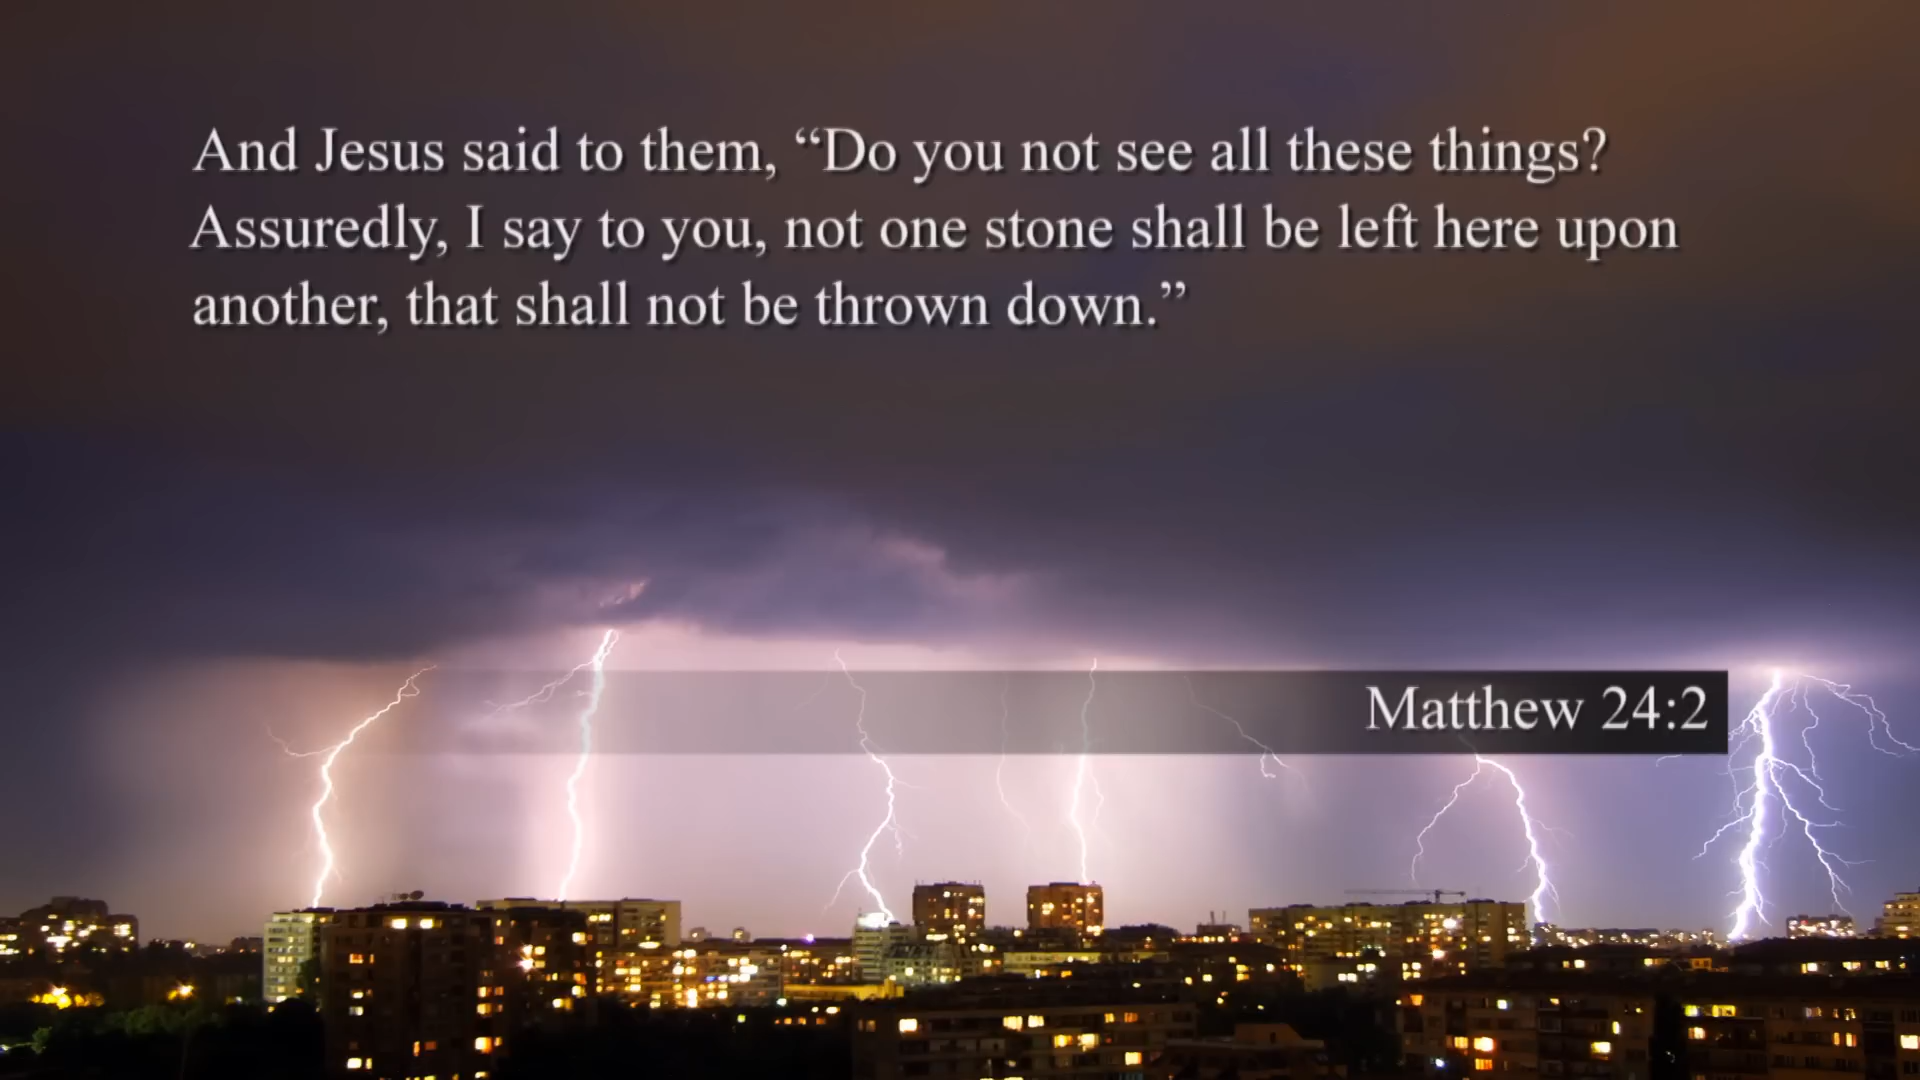 And Jesus said to them, “Do you not see all these things?
Assuredly, I say to you, not one stone shall be left here upon
another, that shall not be thrown down.”
Matthew 24:2